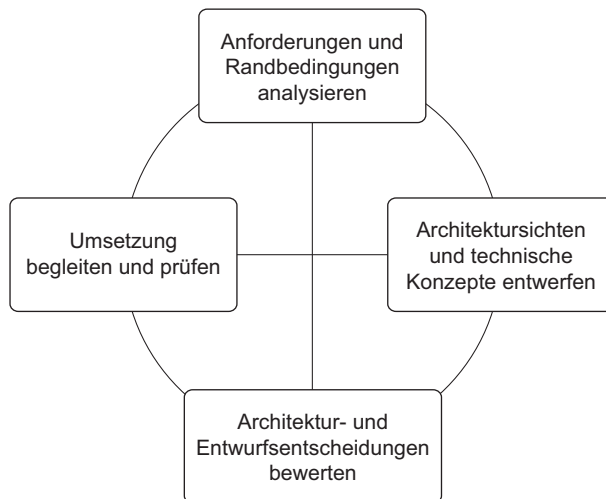 Anforderungen und
Randbedingungen
analysieren
Umsetzung
begleiten und prüfen
Architektursichten
und technische
Konzepte entwerfen
Architektur- und
Entwurfsentscheidungen
bewerten